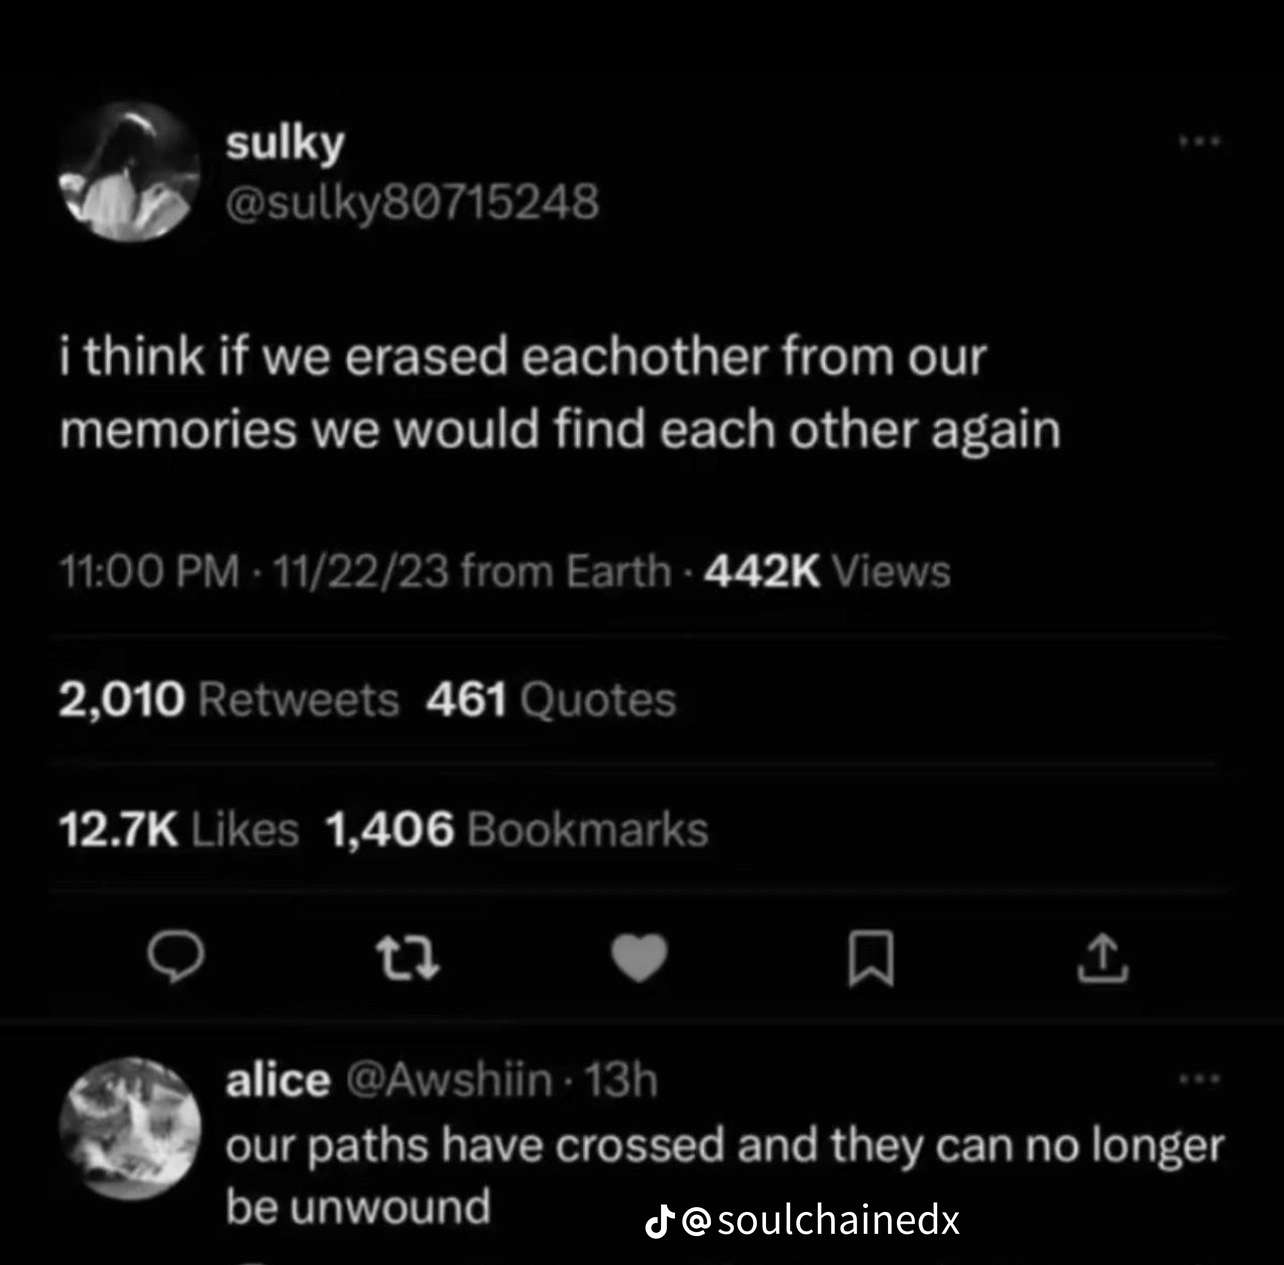 sulky
@sulky80715248
i think if we erased eachother from our
memories we would find each other again
11:00 PM · 11/22/23 from Earth · 442K Views
2,010 Retweets 461 Quotes
12.7K Likes 1,406 Bookmarks
alice @Awshiin · 13h
our paths have crossed and they can no longer
be unwound
@soulchainedx